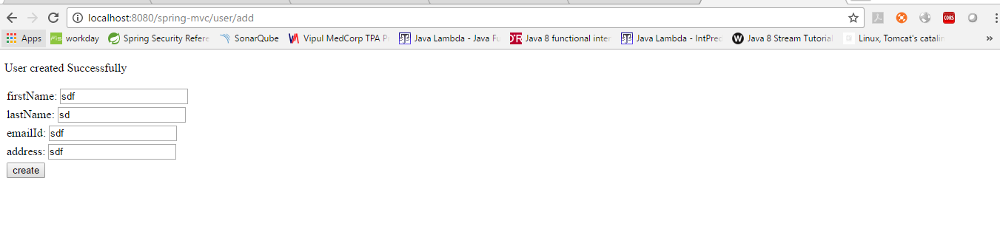 localhost:8080/spring-mvc/user/add
CORS
Apps workday Spring Security Refere SonarQube Vipul MedCorp TPA P Java Lambda - Java Fu Java 8 functional inter Java Lambda - IntPred Java 8 Stream Tutorial Linux, Tomcat's catalin »
User created Successfully
firstName: sdf
lastName: sd
emailId: sdf
address: sdf
create